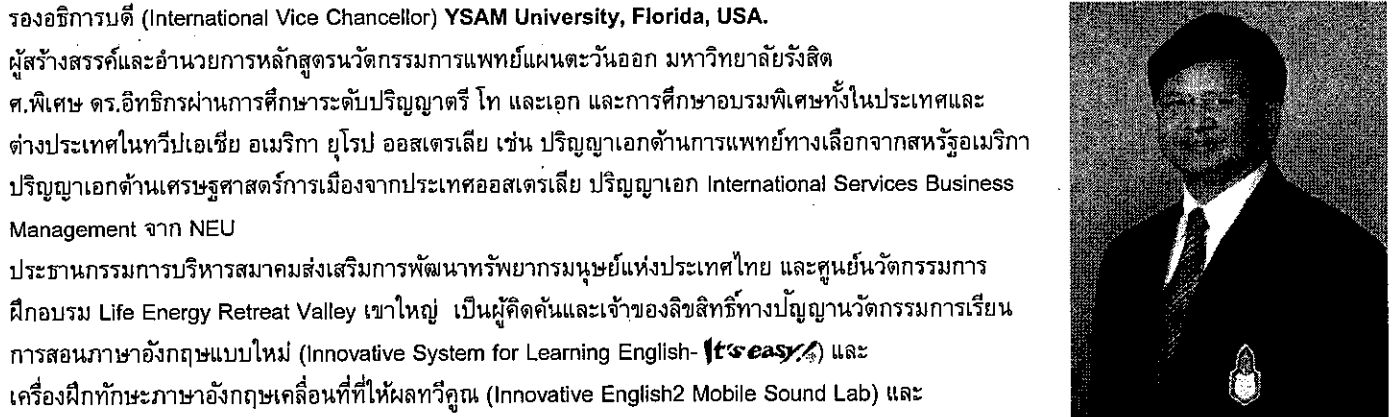 รองอธิการบดี (International Vice Chancellor) YSAM University, Florida, USA.
ผู้สร้างสรรค์และอำนวยการหลักสูตรนวัตกรรมการแพทย์แผนตะวันออก มหาวิทยาลัยรังสิต
ศ.พิเศษ ดร.อิทธิกรผ่านการศึกษาระดับปริญญาตรี โท และเอก และการศึกษาอบรมพิเศษทั้งในประเทศและ
ต่างประเทศในทวีปเอเชีย อเมริกา ยุโรป ออสเตรเลีย เช่น ปริญญาเอกด้านการแพทย์ทางเลือกจากสหรัฐอเมริกา
ปริญญาเอกด้านเศรษฐศาสตร์การเมืองจากประเทศออสเตรเลีย ปริญญาเอก International Services Business
Management จาก NEU
ประธานกรรมการบริหารสมาคมส่งเสริมการพัฒนาทรัพยากรมนุษย์แห่งประเทศไทย และศูนย์นวัตกรรมการ
ฝึกอบรม Life Energy Retreat Valley เขาใหญ่ เป็นผู้คิดค้นและเจ้าของลิขสิทธิ์ทางปัญญานวัตกรรมการเรียน
การสอนภาษาอังกฤษแบบใหม่ (Innovative System for Learning English- It's easy!) และ
เครื่องฝึกทักษะภาษาอังกฤษเคลื่อนที่ที่ให้ผลทวีคูณ (Innovative English2 Mobile Sound Lab) และ